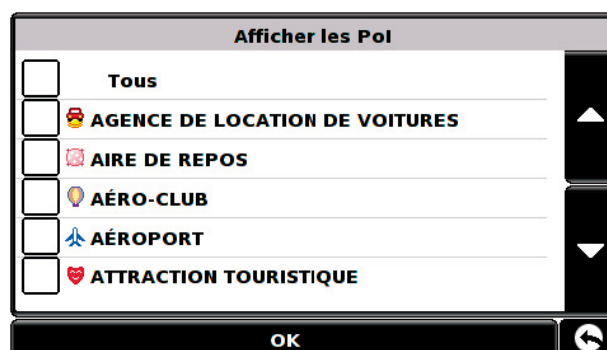 Afficher les PoI
Tous
AGENCE DE LOCATION DE VOITURES
AIRE DE REPOS
AÉRO-CLUB
AÉROPORT
ATTRACTION TOURISTIQUE
OK